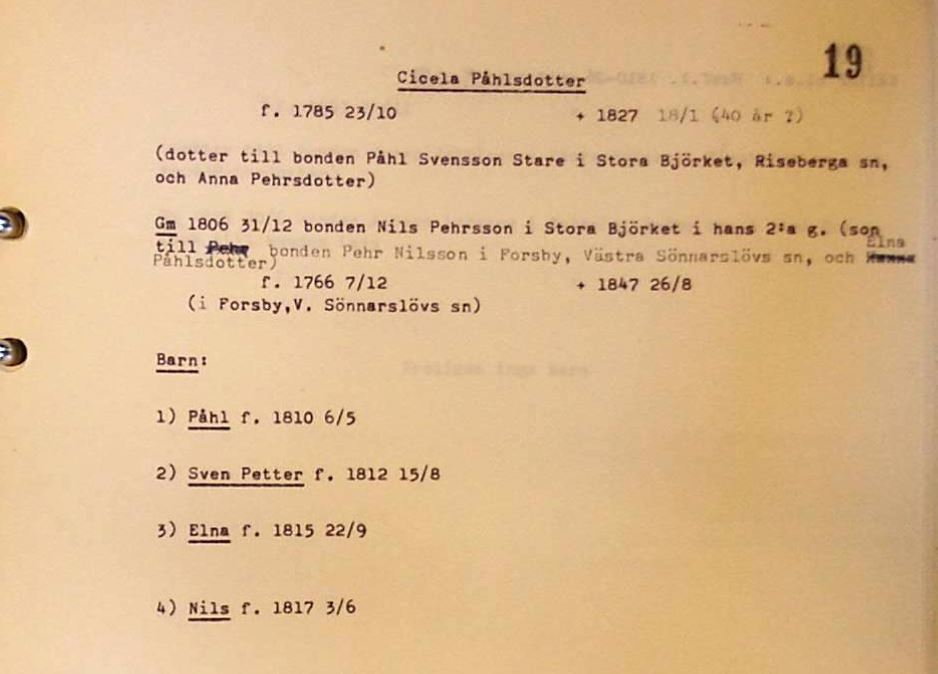 19
Cicela Påhlsdotter
f. 1785 23/10 + 1827 18/1 (40 år ?)
(dotter till bonden Påhl Svensson Stare i Stora Björket, Riseberga sn,
och Anna Pehrsdotter)
Gm 1806 31/12 bonden Nils Pehrsson i Stora Björket i hans 2:a g. (son
till bonden Pehr Nilsson i Forsby, Västra Sönnarslövs sn, och Elna
Påhlsdotter)
f. 1766 7/12 + 1847 26/8
(i Forsby,V. Sönnarslövs sn)
Barn:
1) Påhl f. 1810 6/5
2) Sven Petter f. 1812 15/8
3) Elna f. 1815 22/9
4) Nils f. 1817 3/6